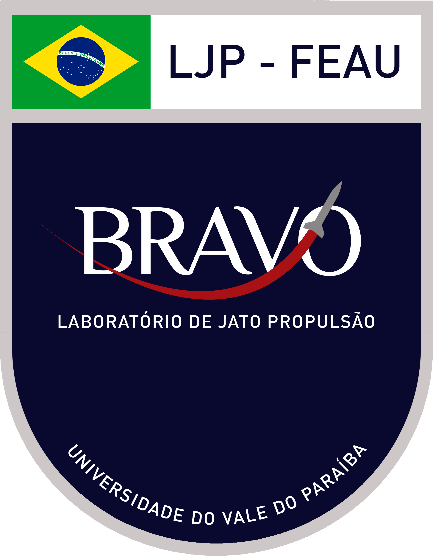 LJP - FEAU
BRAVO
LABORATÓRIO DE JATO PROPULSÃO
UNIVERSIDADE DO VALE DO PARAÍBA